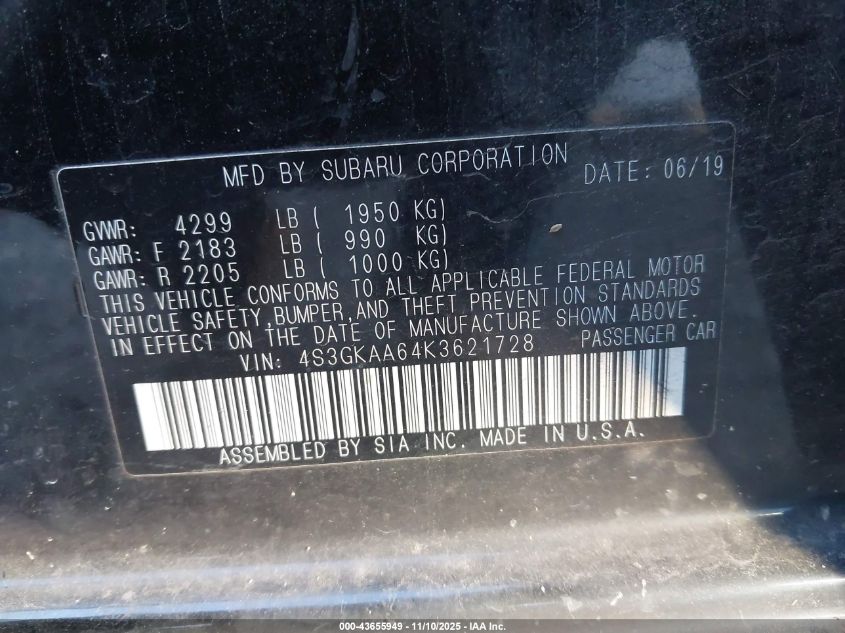 MFD BY SUBARU CORPORATION DATE: 06/19
GVWR: 4299 LB ( 1950 KG)
GAWR: F 2183 LB ( 990 KG)
GAWR: R 2205 LB ( 1000 KG)
THIS VEHICLE CONFORMS TO ALL APPLICABLE FEDERAL MOTOR
VEHICLE SAFETY,BUMPER,AND THEFT PREVENTION STANDARDS
IN EFFECT ON THE DATE OF MANUFACTURE SHOWN ABOVE.
VIN: 4S3GKAA64K3621728 PASSENGER CAR
ASSEMBLED BY SIA INC. MADE IN U.S.A.
000-43655949 - 11/10/2025 - IAA Inc.